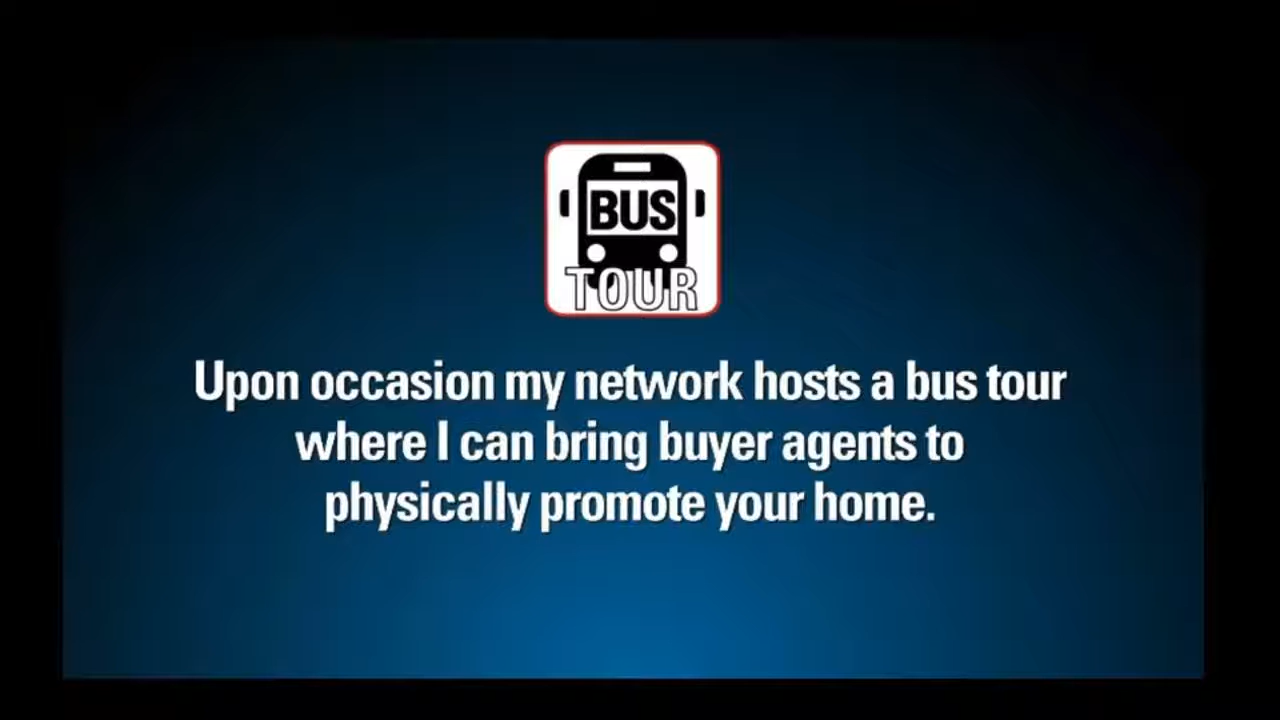 BUS
TOUR
Upon occasion my network hosts a bus tour
where I can bring buyer agents to
physically promote your home.